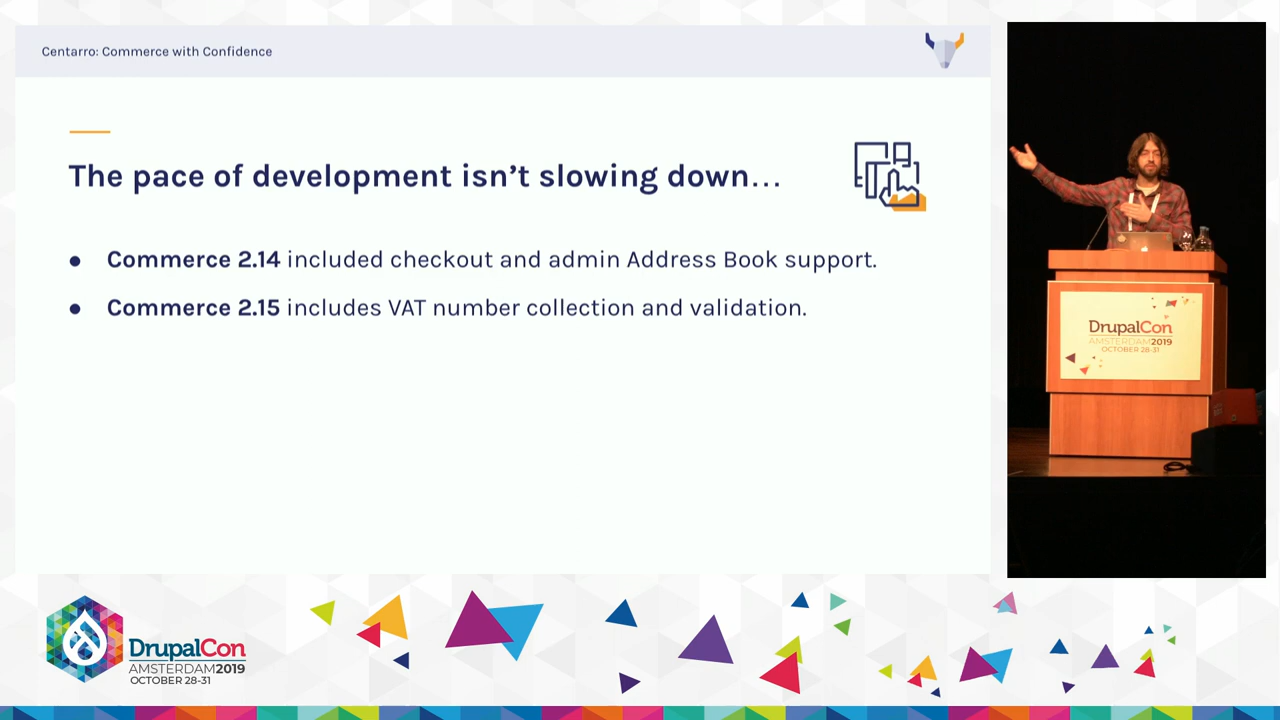 Centarro: Commerce with Confidence
The pace of development isn't slowing down…
● Commerce 2.14 included checkout and admin Address Book support.
● Commerce 2.15 includes VAT number collection and validation.
DrupalCon
AMSTERDAM2019
OCTOBER 28-31
DrupalCon
AMSTERDAM2019
OCTOBER 28-31